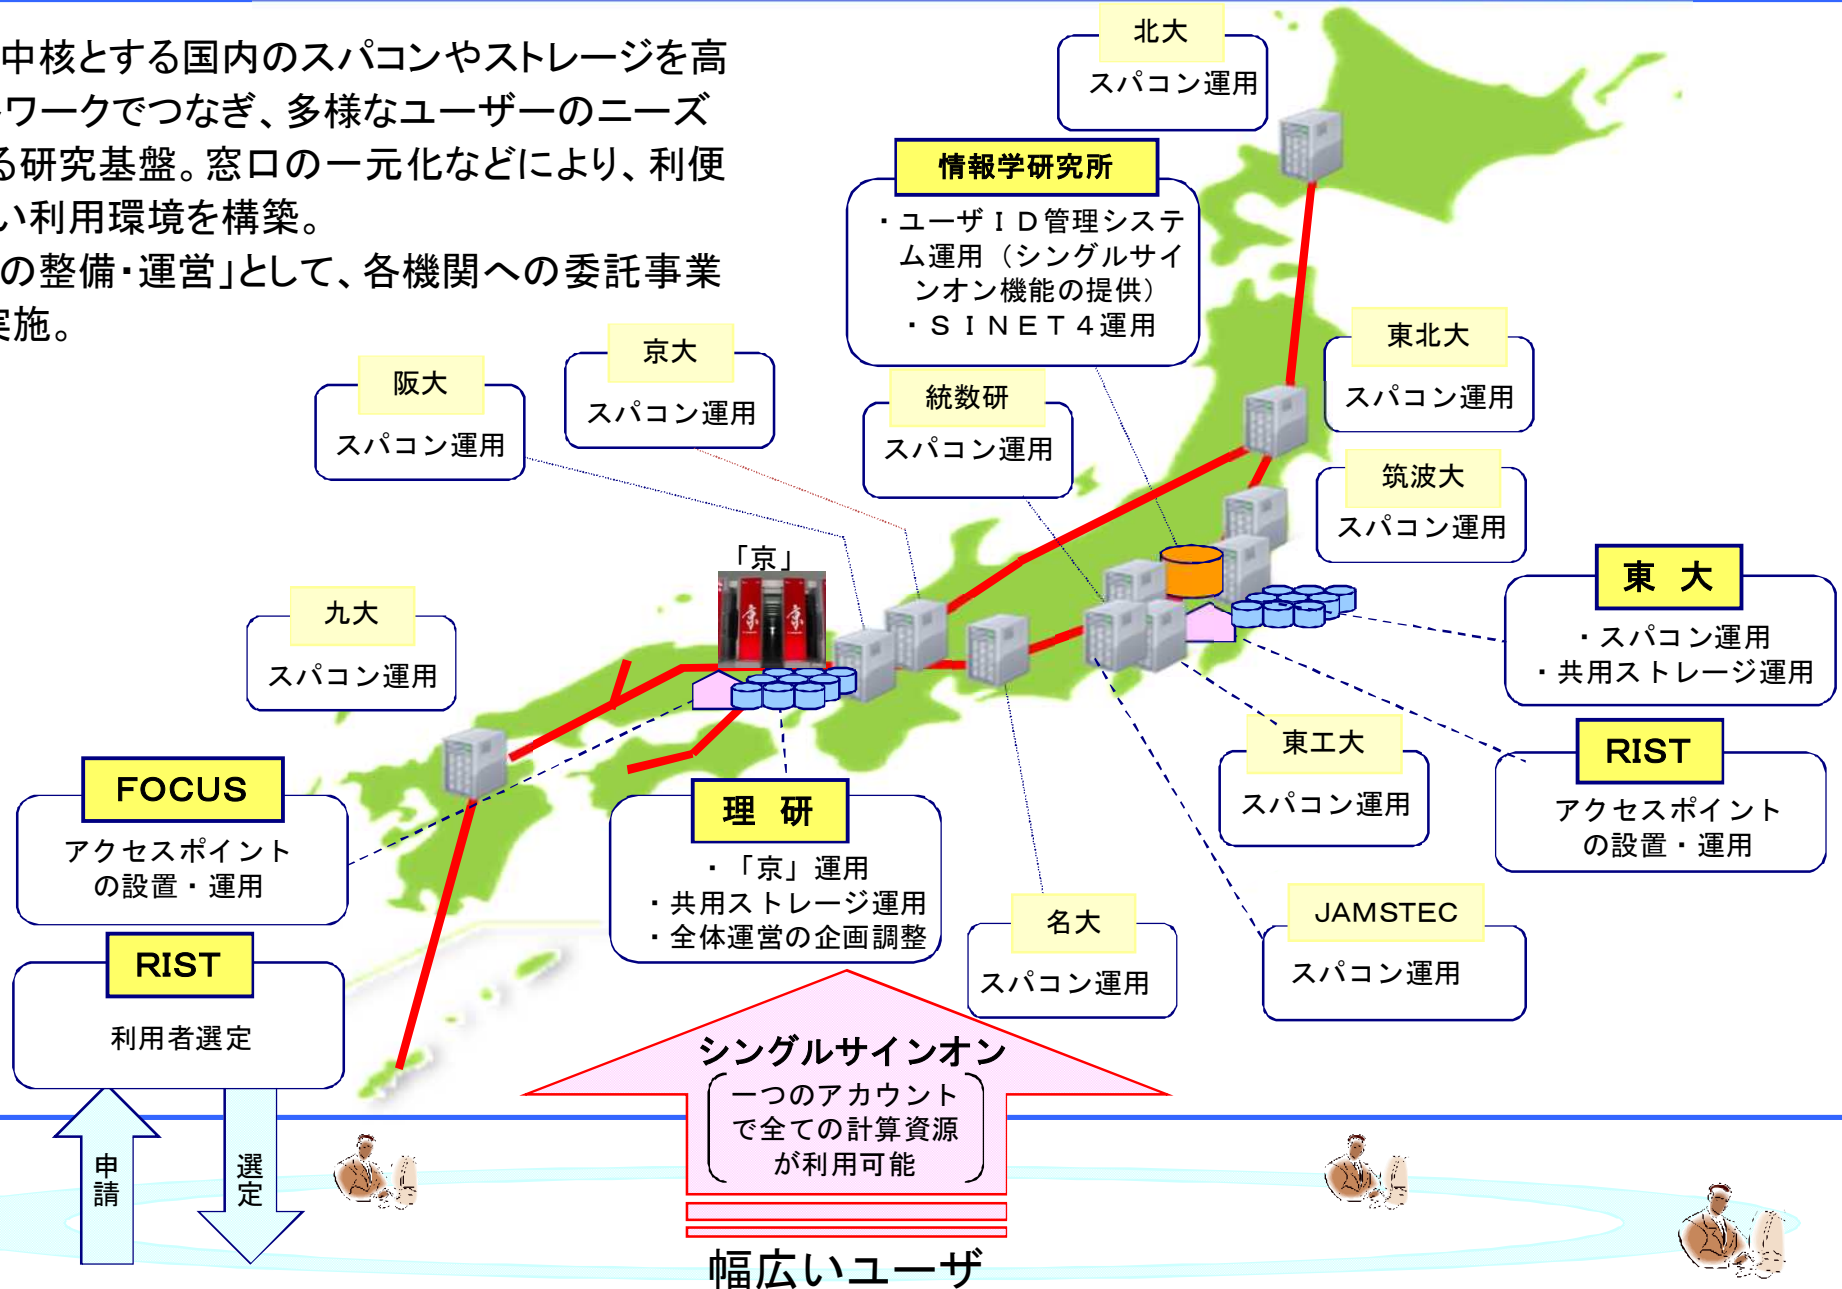 中核とする国内のスパコンやストレージを高
ワークでつなぎ、多様なユーザーのニーズ
る研究基盤。窓口の一元化などにより、利便
い利用環境を構築。
の整備・運営」として、各機関への委託事業
実施。
北大
スパコン運用
情報学研究所
・ユーザＩＤ管理システ
ム運用（シングルサイ
ンオン機能の提供）
・ＳＩＮＥＴ４運用
東北大
スパコン運用
京大
スパコン運用
阪大
スパコン運用
統数研
スパコン運用
筑波大
スパコン運用
「京」
京
京
東 大
・スパコン運用
・共用ストレージ運用
九大
スパコン運用
東工大
スパコン運用
RIST
アクセスポイント
の設置・運用
FOCUS
アクセスポイント
の設置・運用
理 研
・「京」運用
・共用ストレージ運用
・全体運営の企画調整
名大
スパコン運用
JAMSTEC
スパコン運用
RIST
利用者選定
申請
選定
シングルサインオン
一つのアカウント
で全ての計算資源
が利用可能
幅広いユーザ